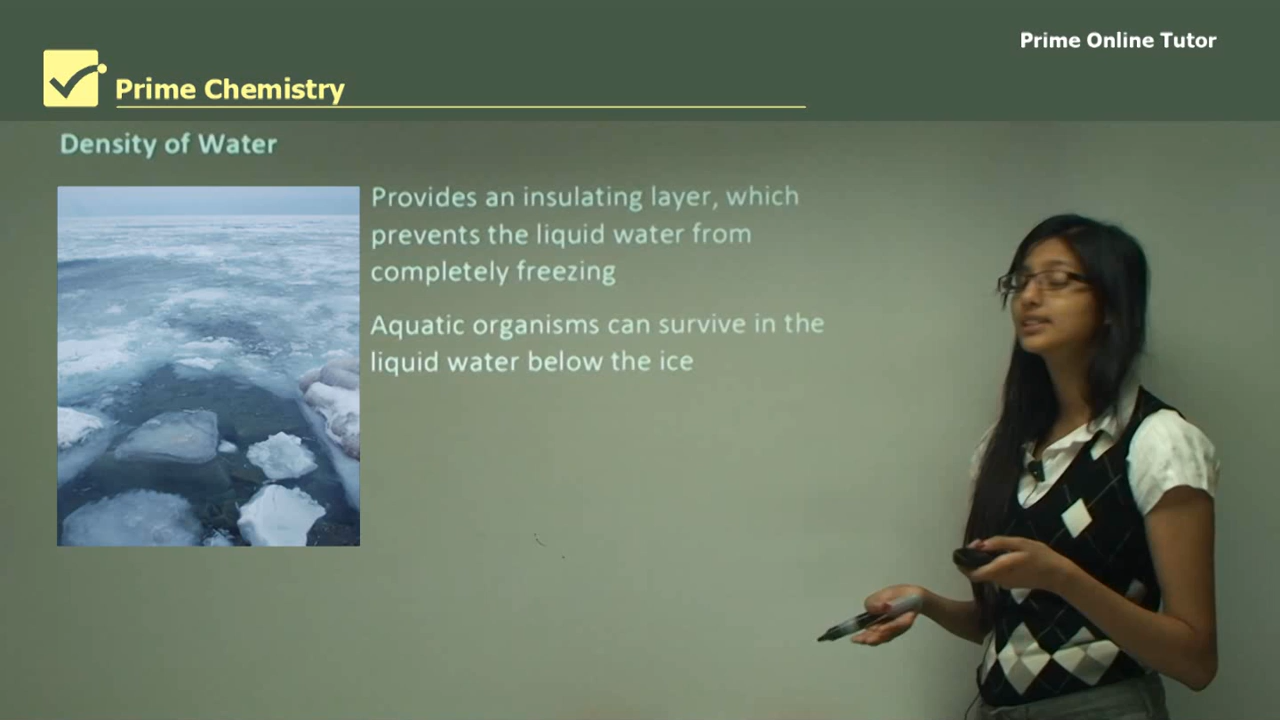 Prime Online Tutor
Prime Chemistry
Density of Water
Provides an insulating layer, which
prevents the liquid water from
completely freezing
Aquatic organisms can survive in the
liquid water below the ice